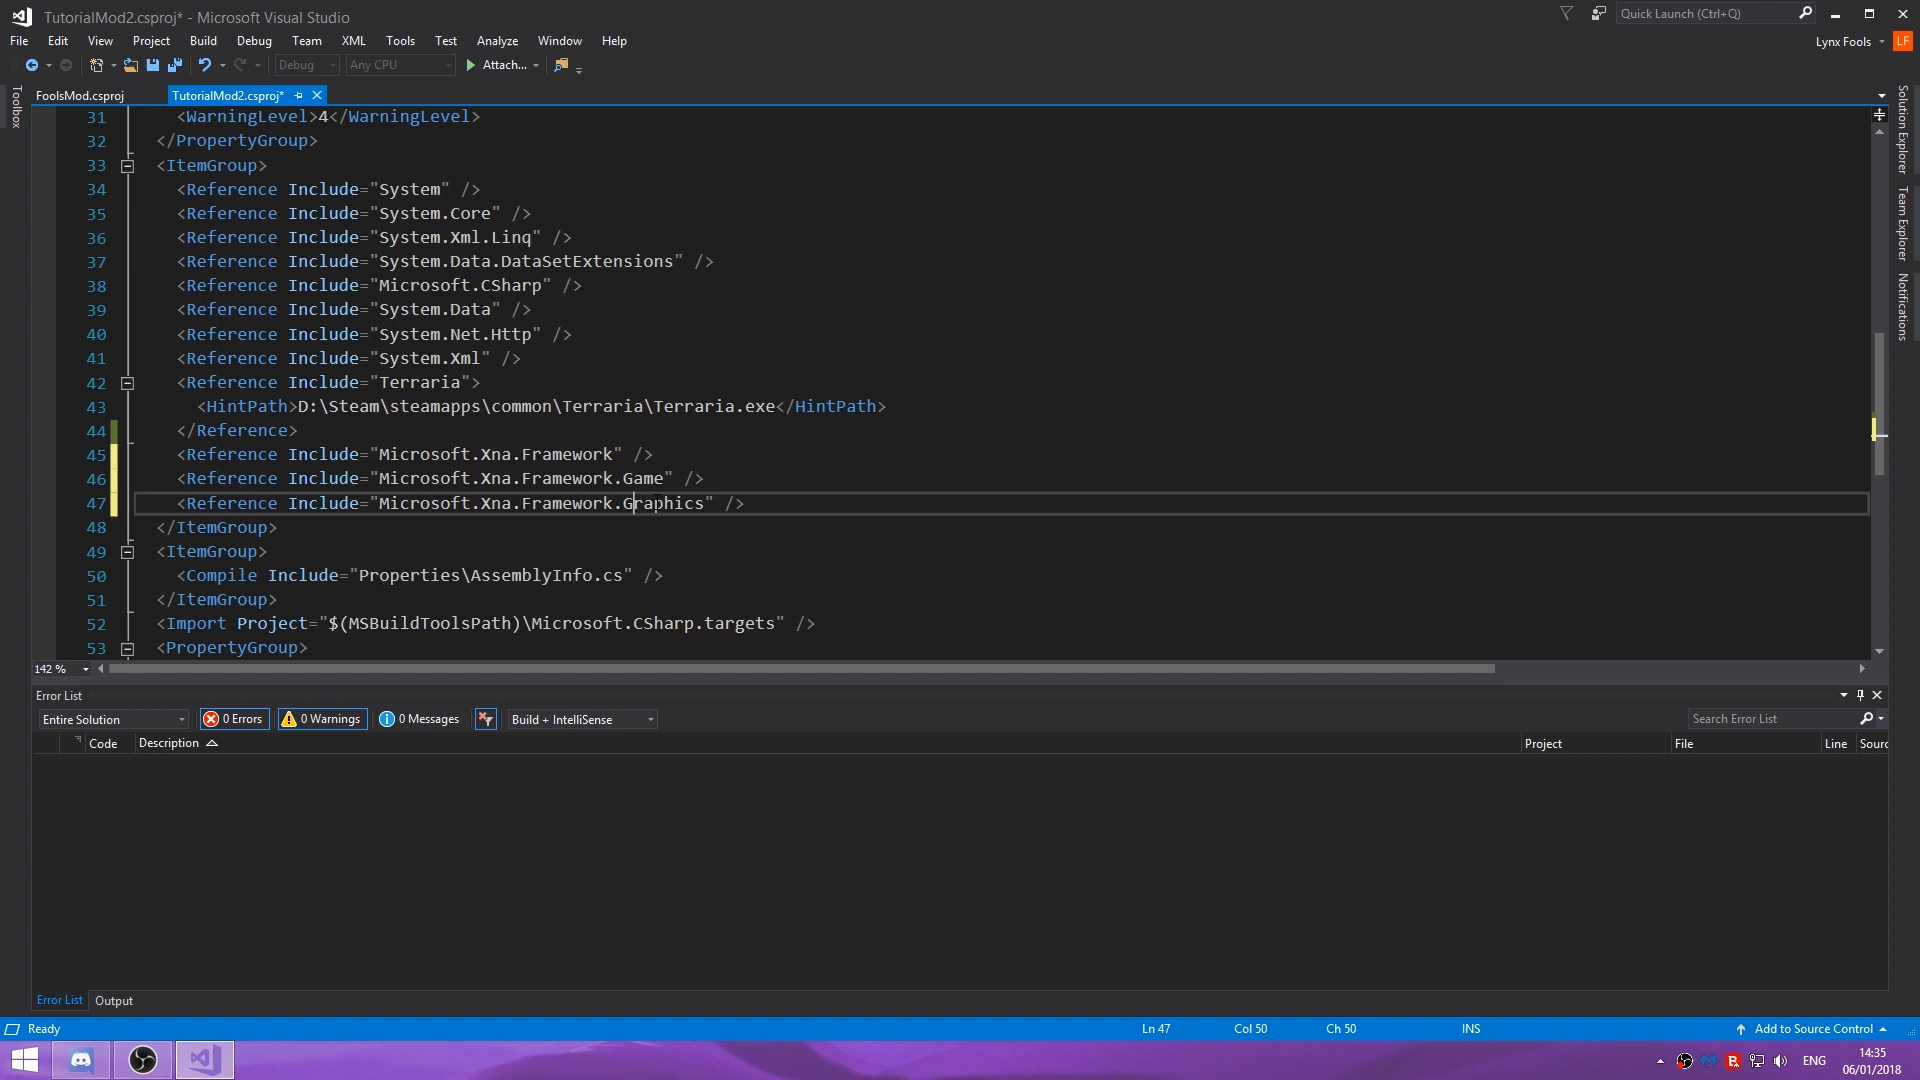 TutorialMod2.csproj* - Microsoft Visual Studio
Quick Launch (Ctrl+Q)
File Edit View Project Build Debug Team XML Tools Test Analyze Window Help
Lynx Fools LF
Debug Any CPU Attach...
FoolsMod.csproj TutorialMod2.csproj*
Toolbox
Solution Explorer
Team Explorer
Notifications
31 <WarningLevel>4</WarningLevel>
32 </PropertyGroup>
33 <ItemGroup>
34 <Reference Include="System" />
35 <Reference Include="System.Core" />
36 <Reference Include="System.Xml.Linq" />
37 <Reference Include="System.Data.DataSetExtensions" />
38 <Reference Include="Microsoft.CSharp" />
39 <Reference Include="System.Data" />
40 <Reference Include="System.Net.Http" />
41 <Reference Include="System.Xml" />
42 <Reference Include="Terraria">
43 <HintPath>D:\Steam\steamapps\common\Terraria\Terraria.exe</HintPath>
44 </Reference>
45 <Reference Include="Microsoft.Xna.Framework" />
46 <Reference Include="Microsoft.Xna.Framework.Game" />
47 <Reference Include="Microsoft.Xna.Framework.Graphics" />
48 </ItemGroup>
49 <ItemGroup>
50 <Compile Include="Properties\AssemblyInfo.cs" />
51 </ItemGroup>
52 <Import Project="$(MSBuildToolsPath)\Microsoft.CSharp.targets" />
53 <PropertyGroup>
142 %
Error List
Entire Solution 0 Errors 0 Warnings 0 Messages Build + IntelliSense Search Error List
Code Description Project File Line Sourc
Error List Output
Ready Ln 47 Col 50 Ch 50 INS Add to Source Control
ENG
14:35
06/01/2018